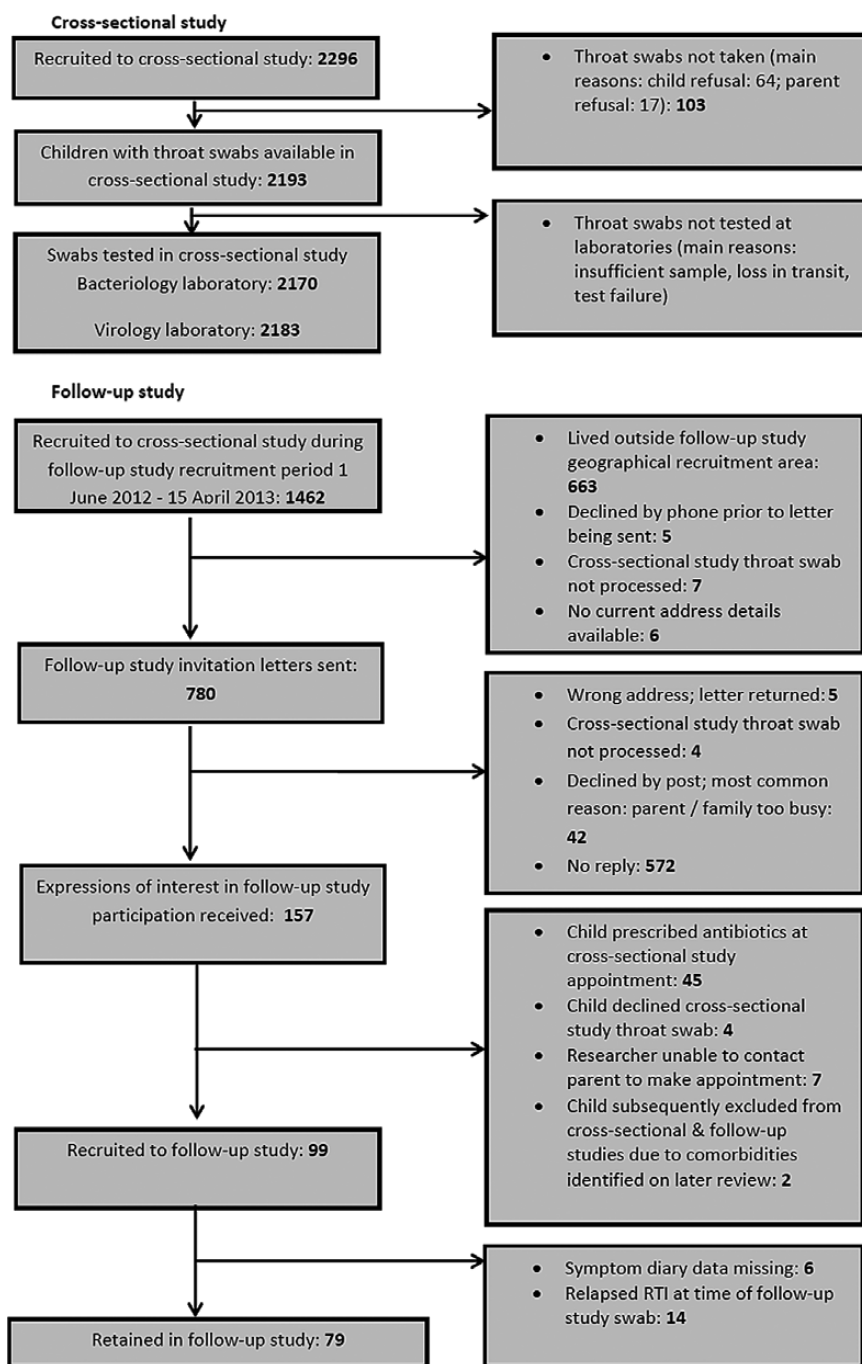 Cross-sectional study
Recruited to cross-sectional study: 2296
• Throat swabs not taken (main
reasons: child refusal: 64; parent
refusal: 17): 103
Children with throat swabs available in
cross-sectional study: 2193
• Throat swabs not tested at
laboratories (main reasons:
insufficient sample, loss in transit,
test failure)
Swabs tested in cross-sectional study
Bacteriology laboratory: 2170
Virology laboratory: 2183
Follow-up study
Recruited to cross-sectional study during
follow-up study recruitment period 1
June 2012 - 15 April 2013: 1462
• Lived outside follow-up study
geographical recruitment area:
663
• Declined by phone prior to letter
being sent: 5
• Cross-sectional study throat swab
not processed: 7
• No current address details
available: 6
Follow-up study invitation letters sent:
780
• Wrong address; letter returned: 5
• Cross-sectional study throat swab
not processed: 4
• Declined by post; most common
reason: parent / family too busy:
42
• No reply: 572
Expressions of interest in follow-up study
participation received: 157
• Child prescribed antibiotics at
cross-sectional study
appointment: 45
• Child declined cross-sectional
study throat swab: 4
• Researcher unable to contact
parent to make appointment: 7
• Child subsequently excluded from
cross-sectional & follow-up
studies due to comorbidities
identified on later review: 2
Recruited to follow-up study: 99
• Symptom diary data missing: 6
• Relapsed RTI at time of follow-up
study swab: 14
Retained in follow-up study: 79